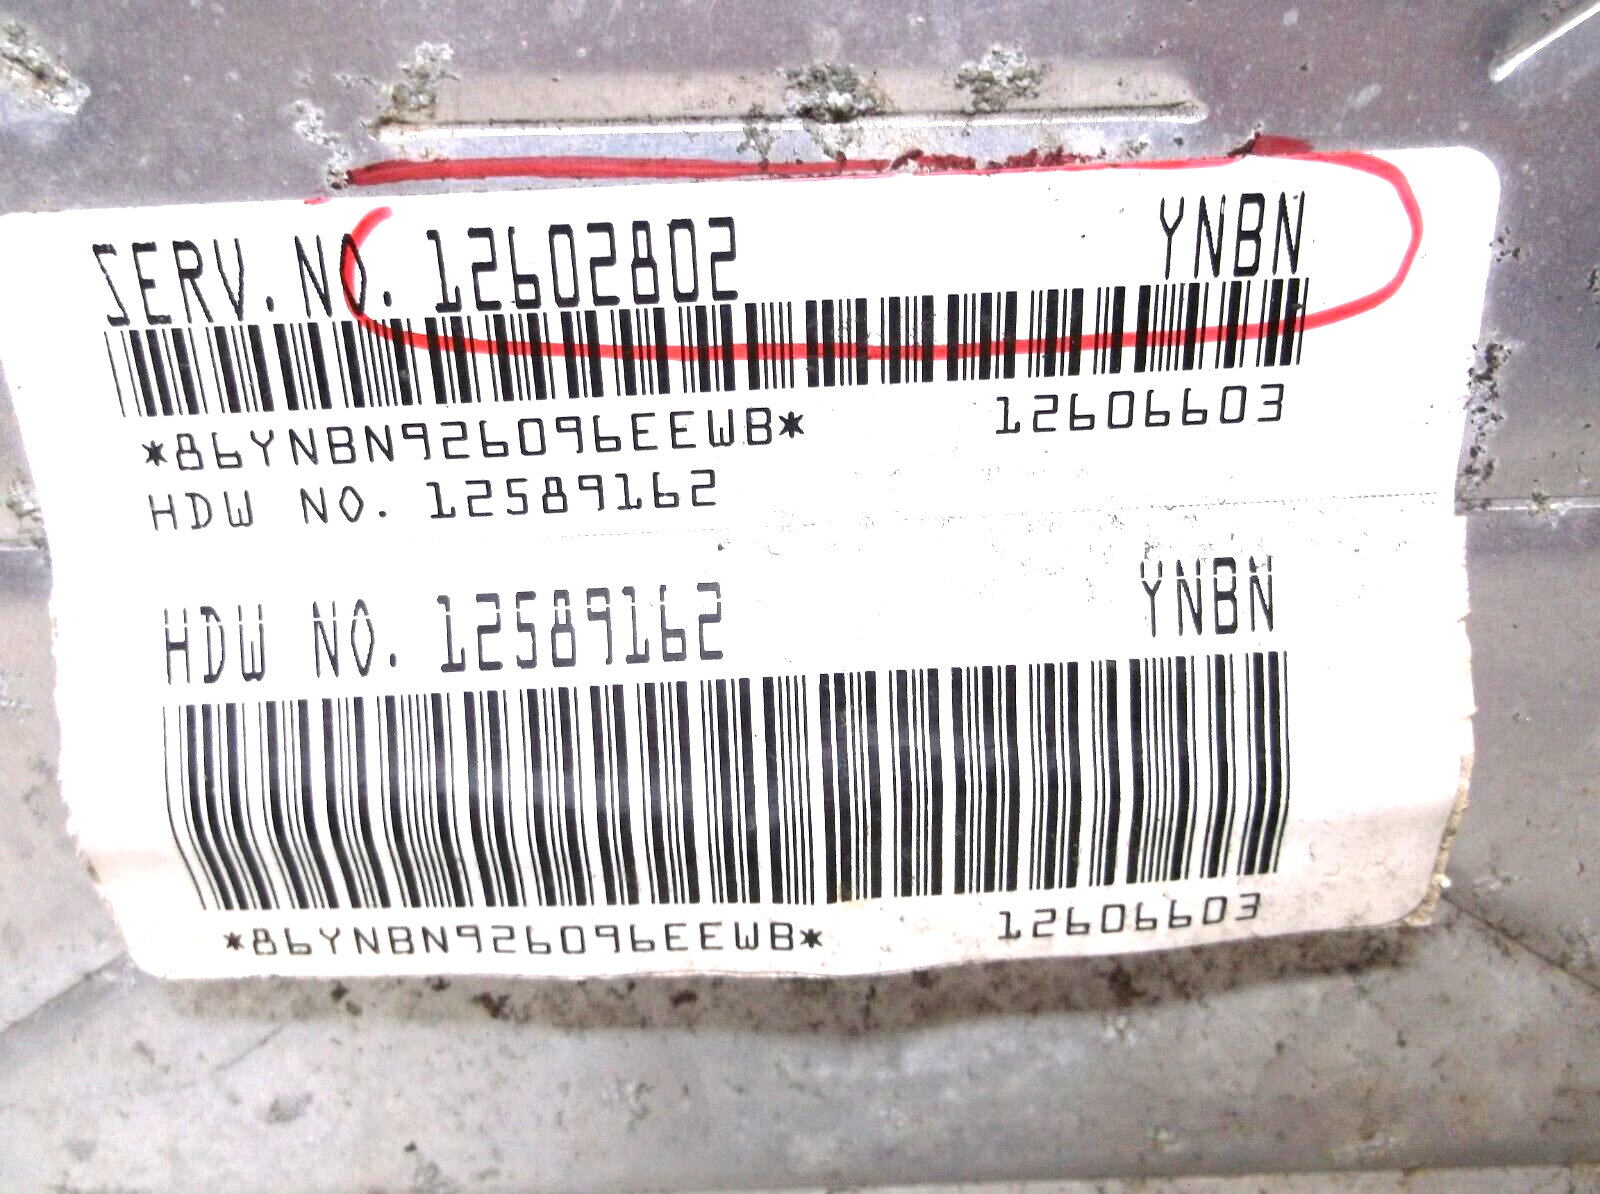 SERV. NO. 12602802 YNBN
*86YNBN926096EEWB* 12606603
HDW NO. 12589162
HDW NO. 12589162 YNBN
*86YNBN926096EEWB* 12606603